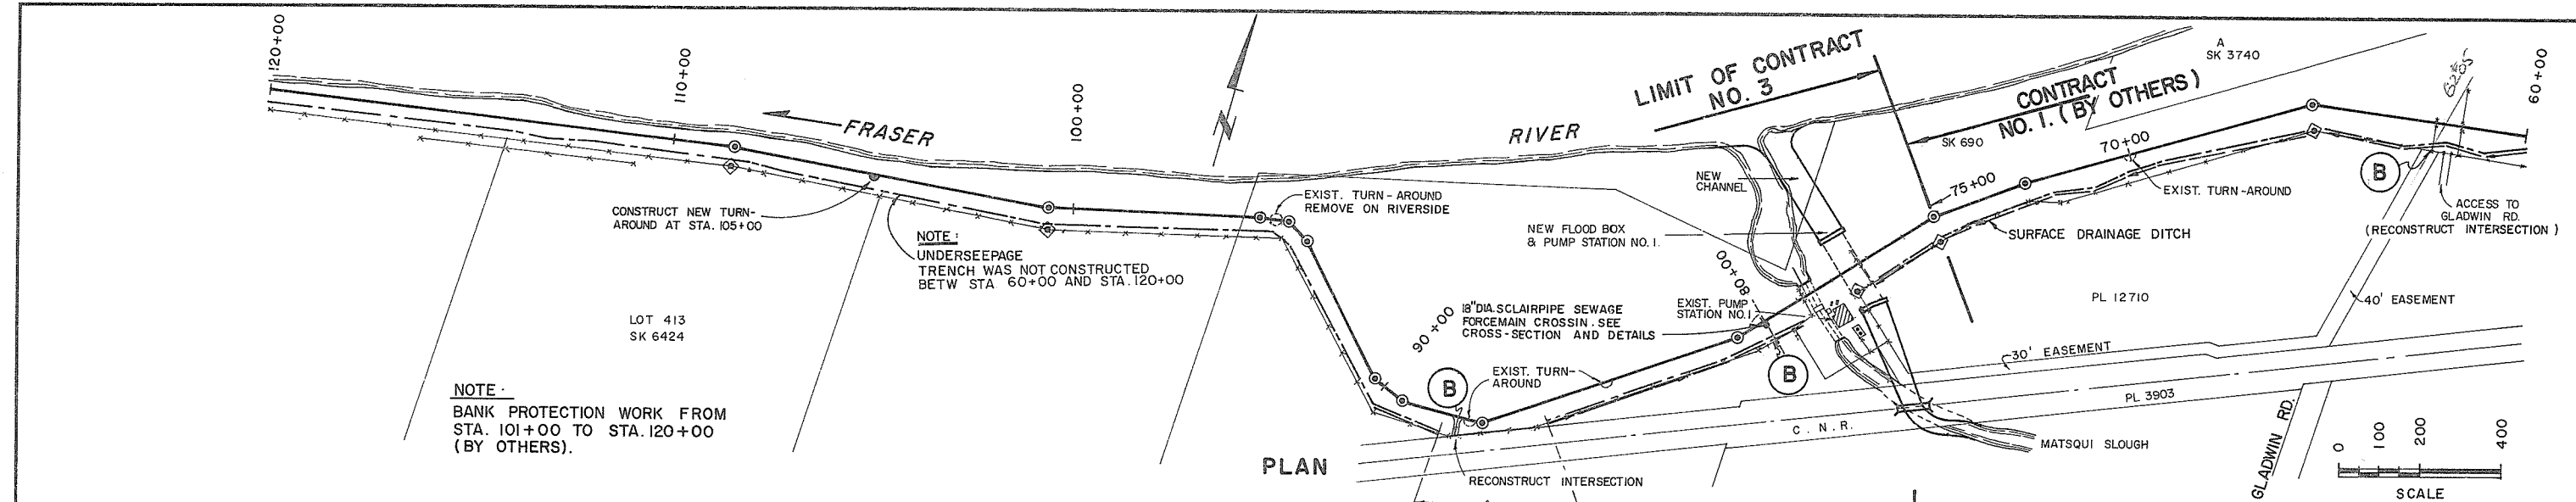 120+00
110+00
100+00
FRASER
N
RIVER
LIMIT OF CONTRACT
NO. 3
CONTRACT
NO. 1. (BY OTHERS)
A
SK 3740
60+00
SK 690
70+00
75+00
EXIST. TURN-AROUND
B
ACCESS TO
GLADWIN RD.
(RECONSTRUCT INTERSECTION)
SURFACE DRAINAGE DITCH
NEW
CHANNEL
NEW FLOOD BOX
& PUMP STATION NO.1.
EXIST. TURN-AROUND
REMOVE ON RIVERSIDE
CONSTRUCT NEW TURN-
AROUND AT STA. 105+00
NOTE:
UNDERSEEPAGE
TRENCH WAS NOT CONSTRUCTED
BETW STA 60+00 AND STA. 120+00
80+00
EXIST. PUMP
STATION NO.1
18" DIA. SCLAIRPIPE SEWAGE
FORCEMAIN CROSSIN. SEE
CROSS-SECTION AND DETAILS
90+00
PL 12710
40' EASEMENT
LOT 413
SK 6424
30' EASEMENT
EXIST. TURN-
AROUND
B
B
NOTE.
BANK PROTECTION WORK FROM
STA. 101+00 TO STA. 120+00
(BY OTHERS).
PL 3903
C.N.R.
MATSQUI SLOUGH
GLADWIN RD.
PLAN
RECONSTRUCT INTERSECTION
0 100 200 400
SCALE